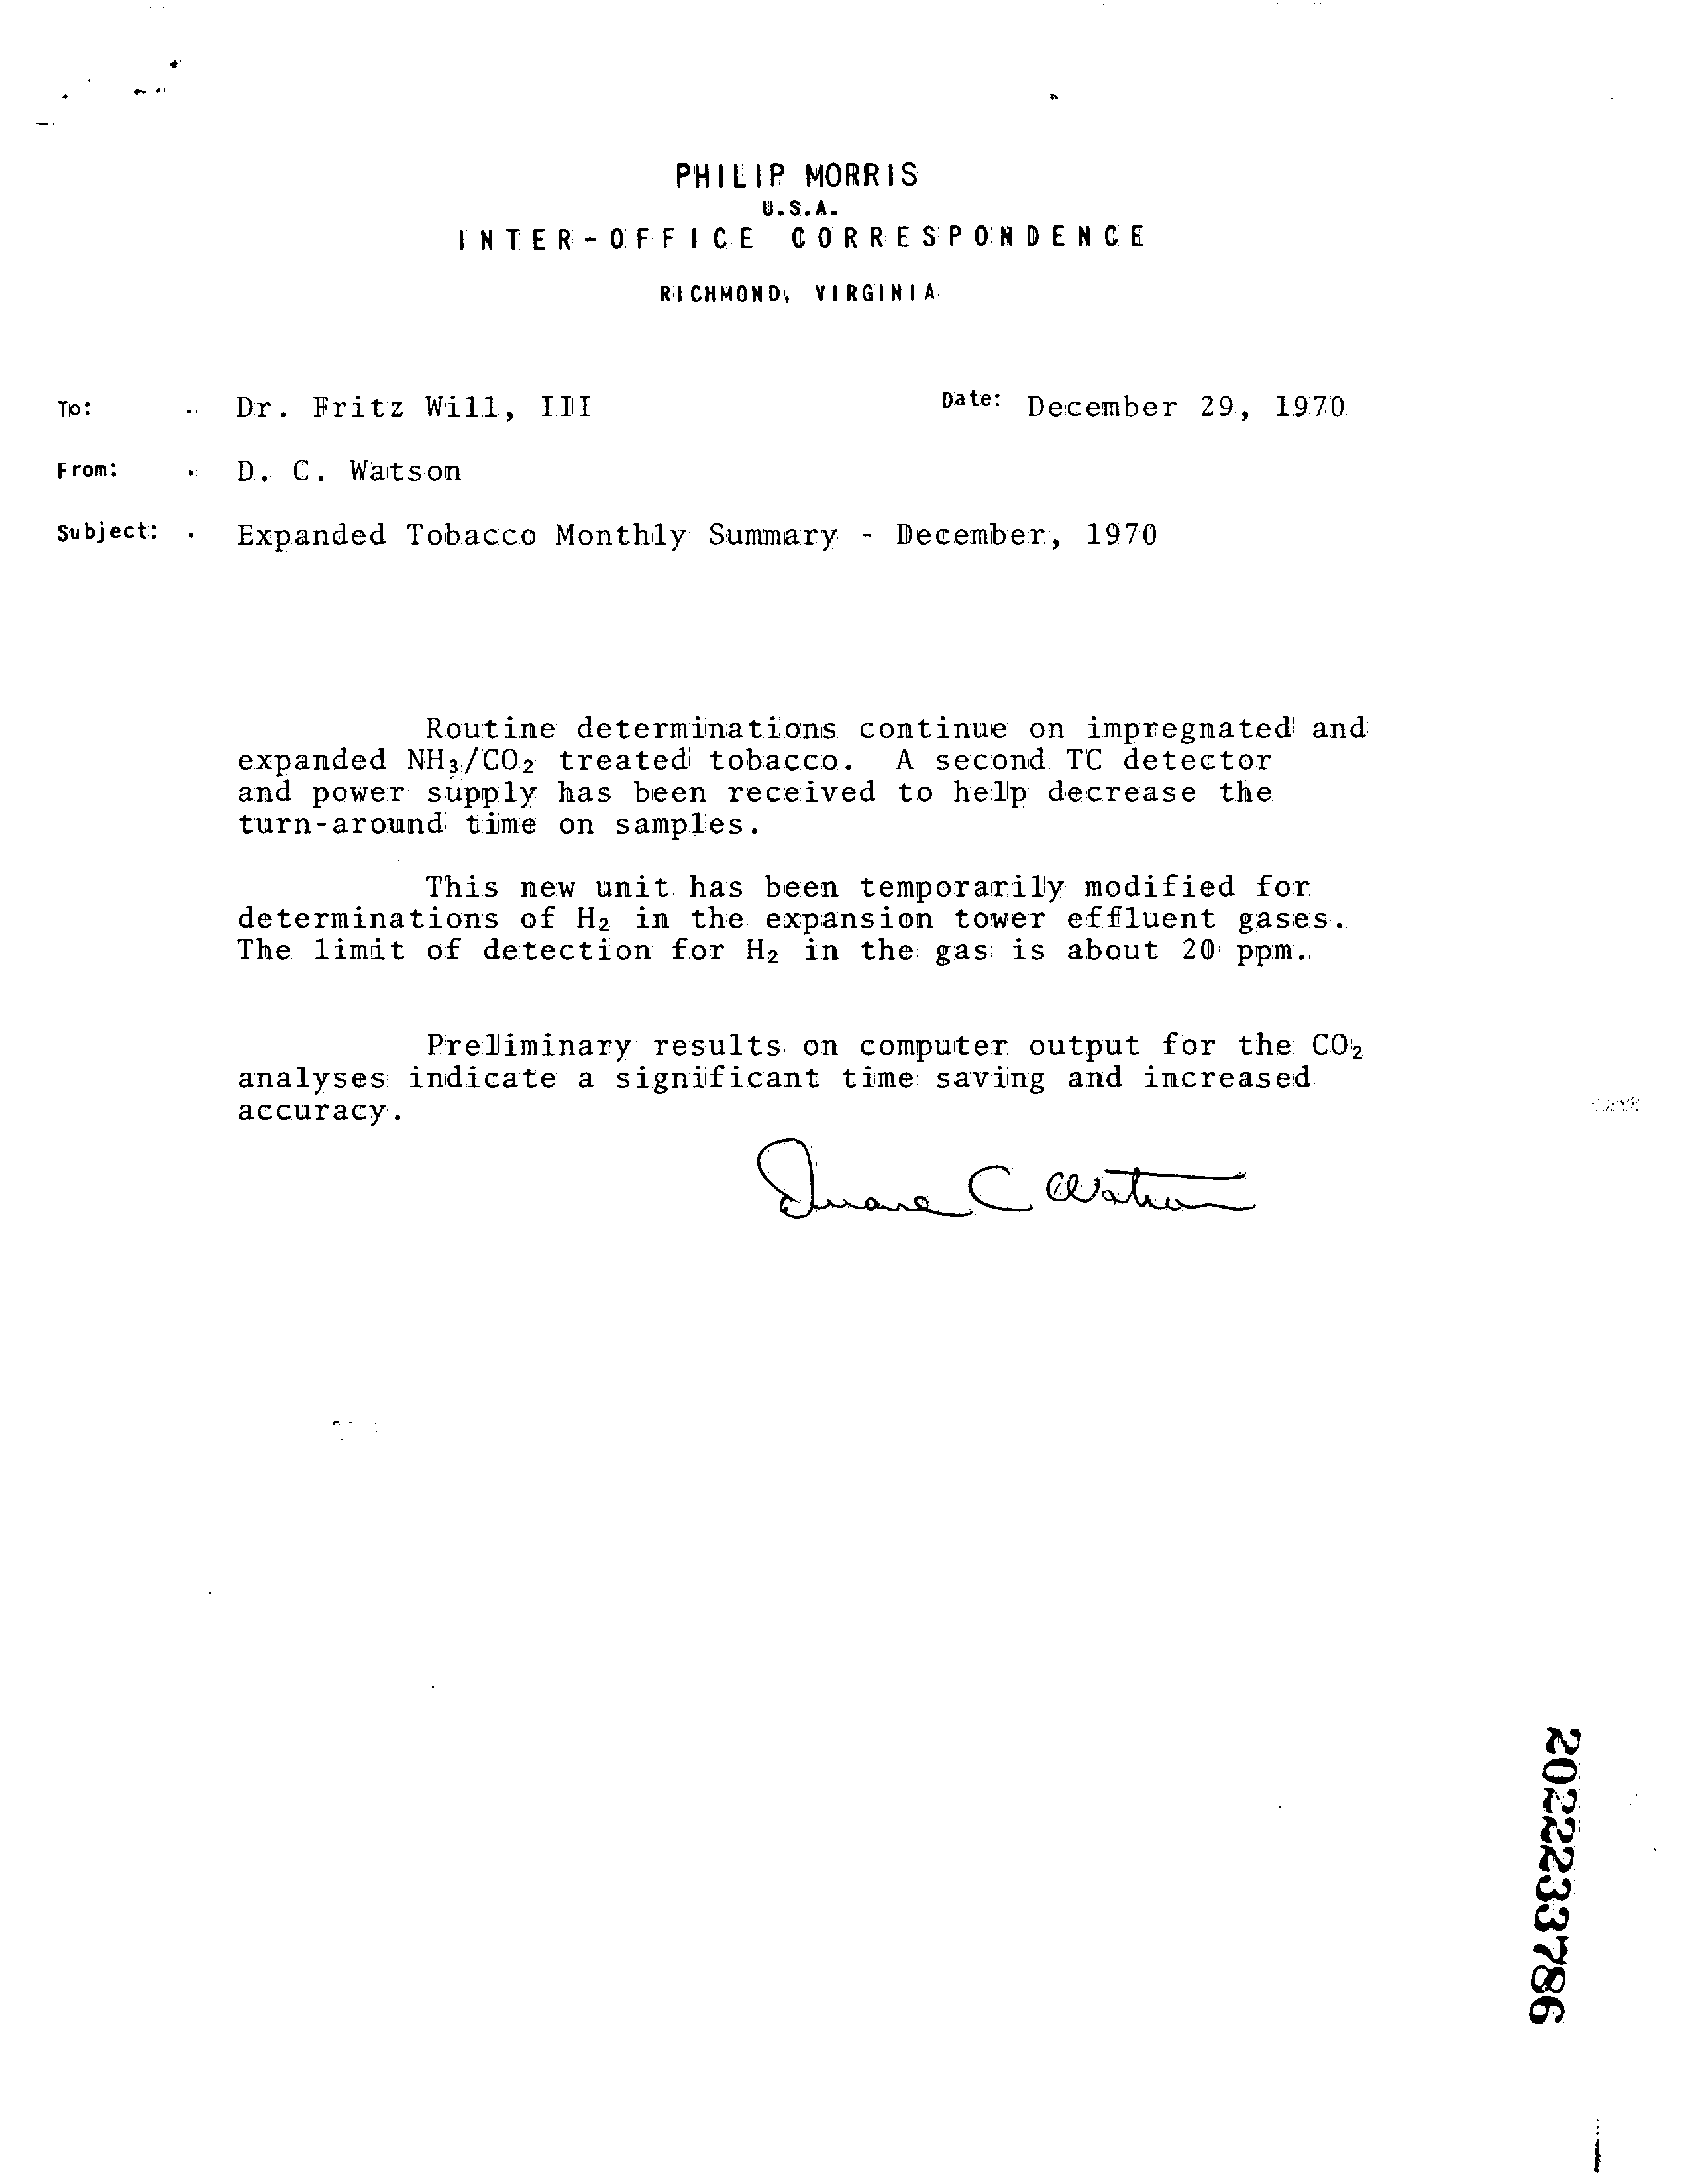 PHILIP MORRIS
U.S.A.
INTER-OFFICE CORRESPONDENCE
RICHMOND, VIRGINIA
To: . Dr. Fritz Will, III Date: December 29, 1970
From: . D. C. Watson
Subject: . Expanded Tobacco Monthly Summary - December, 1970
Routine determinations continue on impregnated and
expanded NH3/CO2 treated tobacco. A second TC detector
and power supply has been received to help decrease the
turn-around time on samples.
This new unit has been temporarily modified for
determinations of H2 in the expansion tower effluent gases.
The limit of detection for H2 in the gas is about 20 ppm.
Preliminary results on computer output for the CO2
analyses indicate a significant time saving and increased
accuracy.
Duane C Watson
2022233786